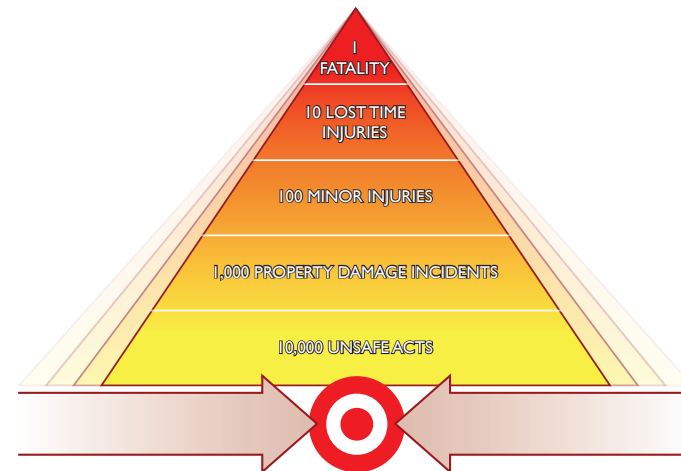 1
FATALITY
10 LOST TIME
INJURIES
100 MINOR INJURIES
1,000 PROPERTY DAMAGE INCIDENTS
10,000 UNSAFE ACTS